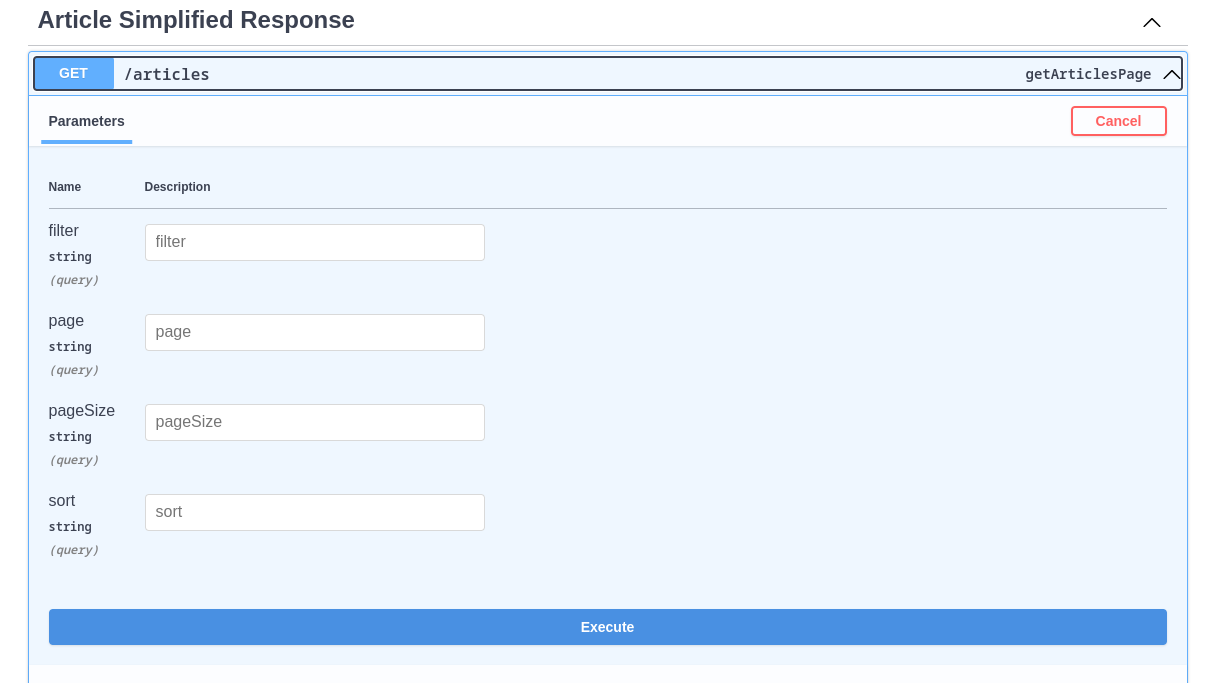 Article Simplified Response
GET /articles getArticlesPage
Parameters Cancel
Name Description
filter filter
string
(query)
page page
string
(query)
pageSize pageSize
string
(query)
sort sort
string
(query)
Execute